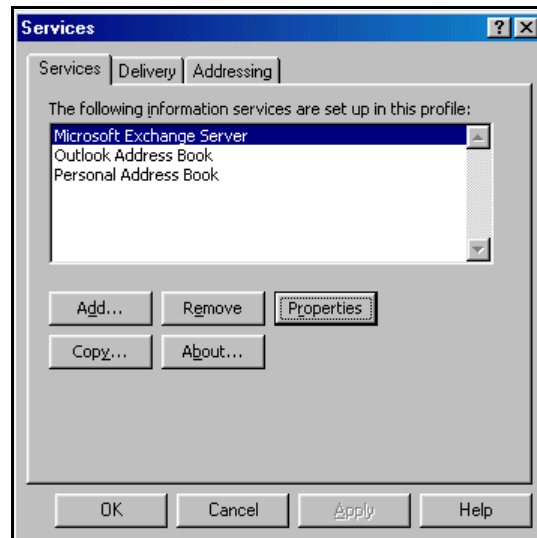 Services
Services Delivery Addressing
The following information services are set up in this profile:
Microsoft Exchange Server
Outlook Address Book
Personal Address Book
Add... Remove Properties
Copy... About...
OK Cancel Apply Help